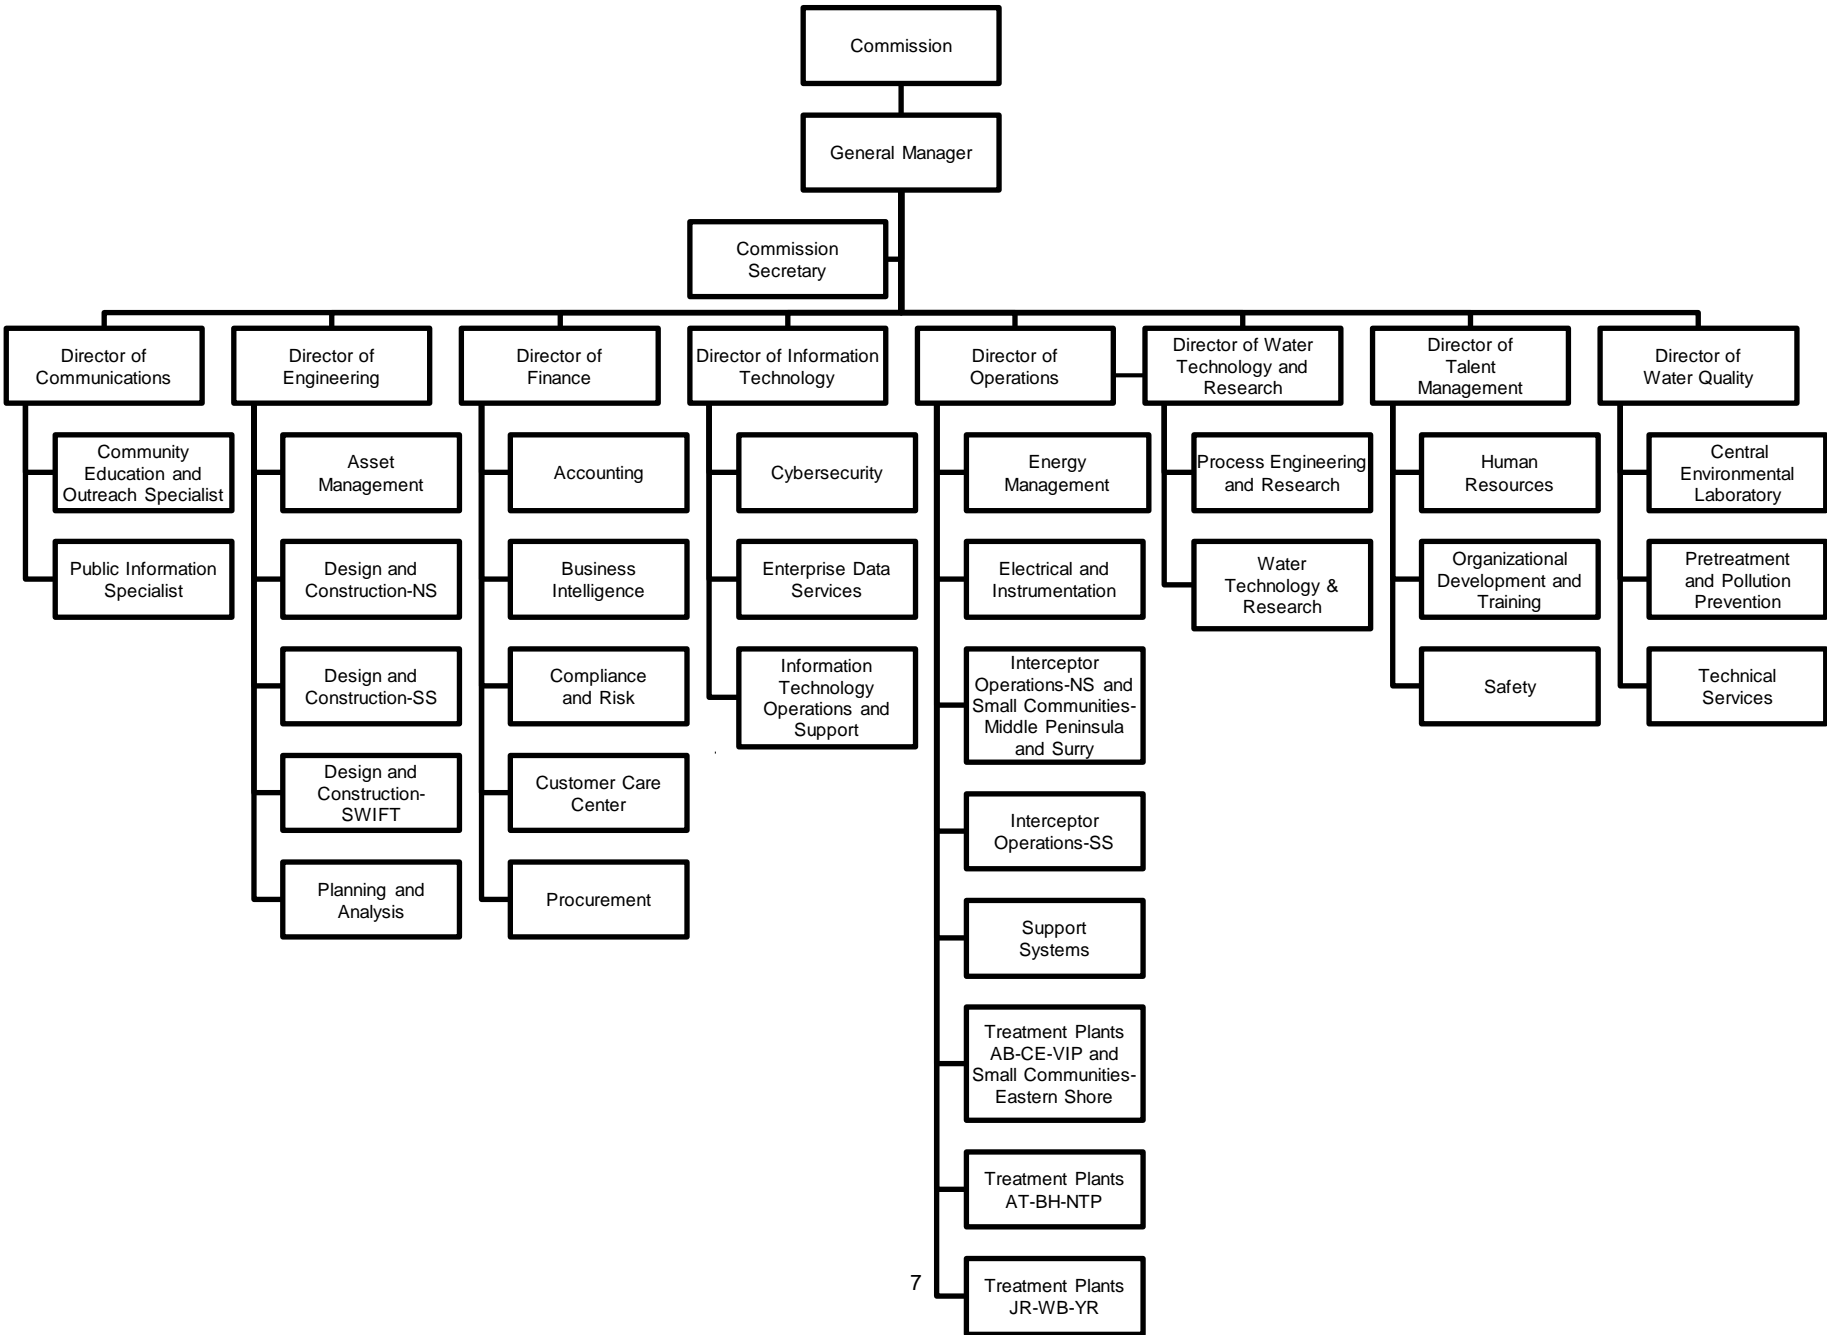 Commission
General Manager
Commission
Secretary
Director of
Communications
Director of
Engineering
Director of
Finance
Director of Information
Technology
Director of
Operations
Director of Water
Technology and
Research
Director of
Talent
Management
Director of
Water Quality
Community
Education and
Outreach Specialist
Public Information
Specialist
Asset
Management
Design and
Construction-NS
Design and
Construction-SS
Design and
Construction-
SWIFT
Planning and
Analysis
Accounting
Business
Intelligence
Compliance
and Risk
Customer Care
Center
Procurement
Cybersecurity
Enterprise Data
Services
Information
Technology
Operations and
Support
Energy
Management
Electrical and
Instrumentation
Interceptor
Operations-NS and
Small Communities-
Middle Peninsula
and Surry
Interceptor
Operations-SS
Support
Systems
Treatment Plants
AB-CE-VIP and
Small Communities-
Eastern Shore
Treatment Plants
AT-BH-NTP
Treatment Plants
JR-WB-YR
Process Engineering
and Research
Water
Technology &
Research
Human
Resources
Organizational
Development and
Training
Safety
Central
Environmental
Laboratory
Pretreatment
and Pollution
Prevention
Technical
Services
7